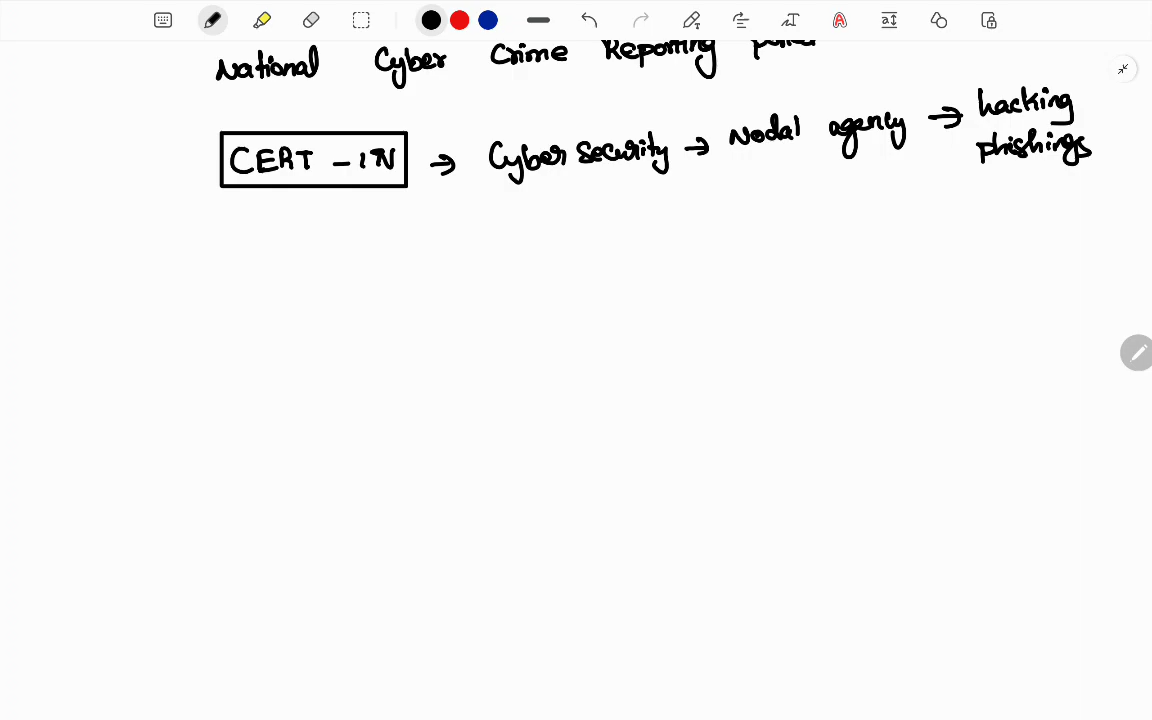 National Cyber Crime Reporting
CERT - IN → Cyber Security → Nodal agency → hacking
phishings